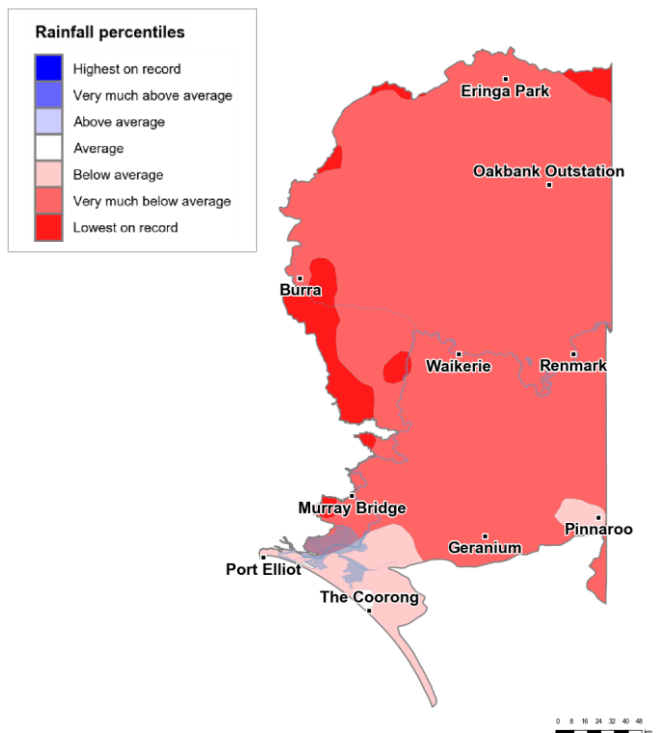 Rainfall percentiles
Highest on record
Very much above average
Above average
Average
Below average
Very much below average
Lowest on record
Eringa Park
Oakbank Outstation
Burra
Waikerie
Renmark
Murray Bridge
Pinnaroo
Geranium
Port Elliot
The Coorong
0 8 16 24 32 40 48
km